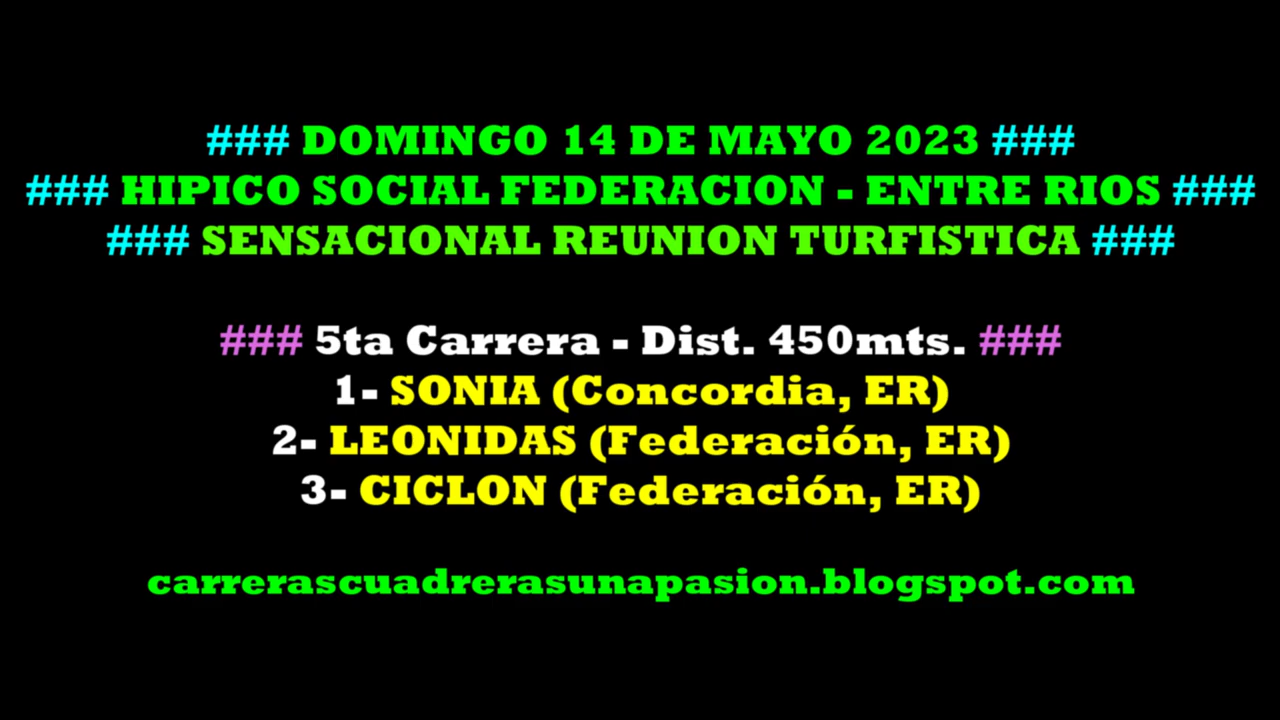 ### DOMINGO 14 DE MAYO 2023 ###
### HIPICO SOCIAL FEDERACION - ENTRE RIOS ###
### SENSACIONAL REUNION TURFISTICA ###
### 5ta Carrera - Dist. 450mts. ###
1- SONIA (Concordia, ER)
2- LEONIDAS (Federación, ER)
3- CICLON (Federación, ER)
carrerascuadrerasunapasion.blogspot.com